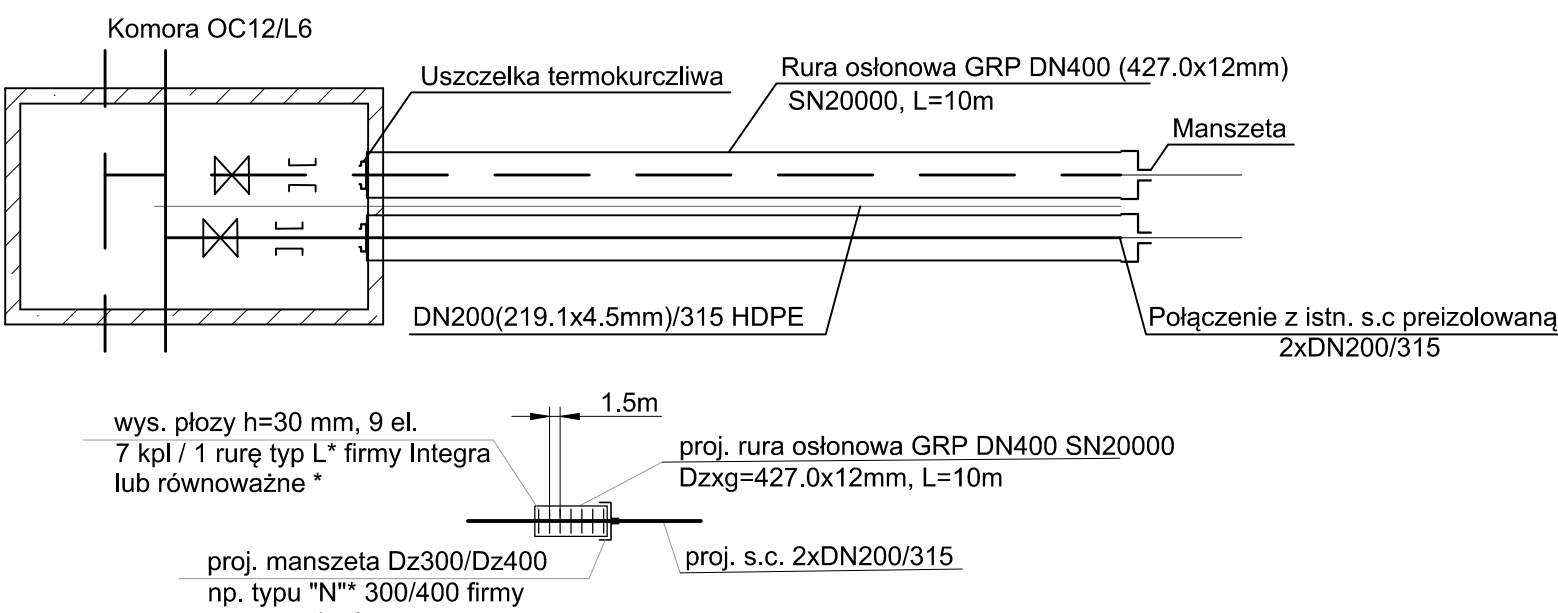 Komora OC12/L6
Uszczelka termokurczliwa
Rura osłonowa GRP DN400 (427.0x12mm)
SN20000, L=10m
Manszeta
DN200(219.1x4.5mm)/315 HDPE
Połączenie z istn. s.c preizolowaną
2xDN200/315
wys. płozy h=30 mm, 9 el.
7 kpl / 1 rurę typ L* firmy Integra
lub równoważne *
1.5m
proj. rura osłonowa GRP DN400 SN20000
Dzxg=427.0x12mm, L=10m
proj. manszeta Dz300/Dz400
np. typu "N"* 300/400 firmy
proj. s.c. 2xDN200/315